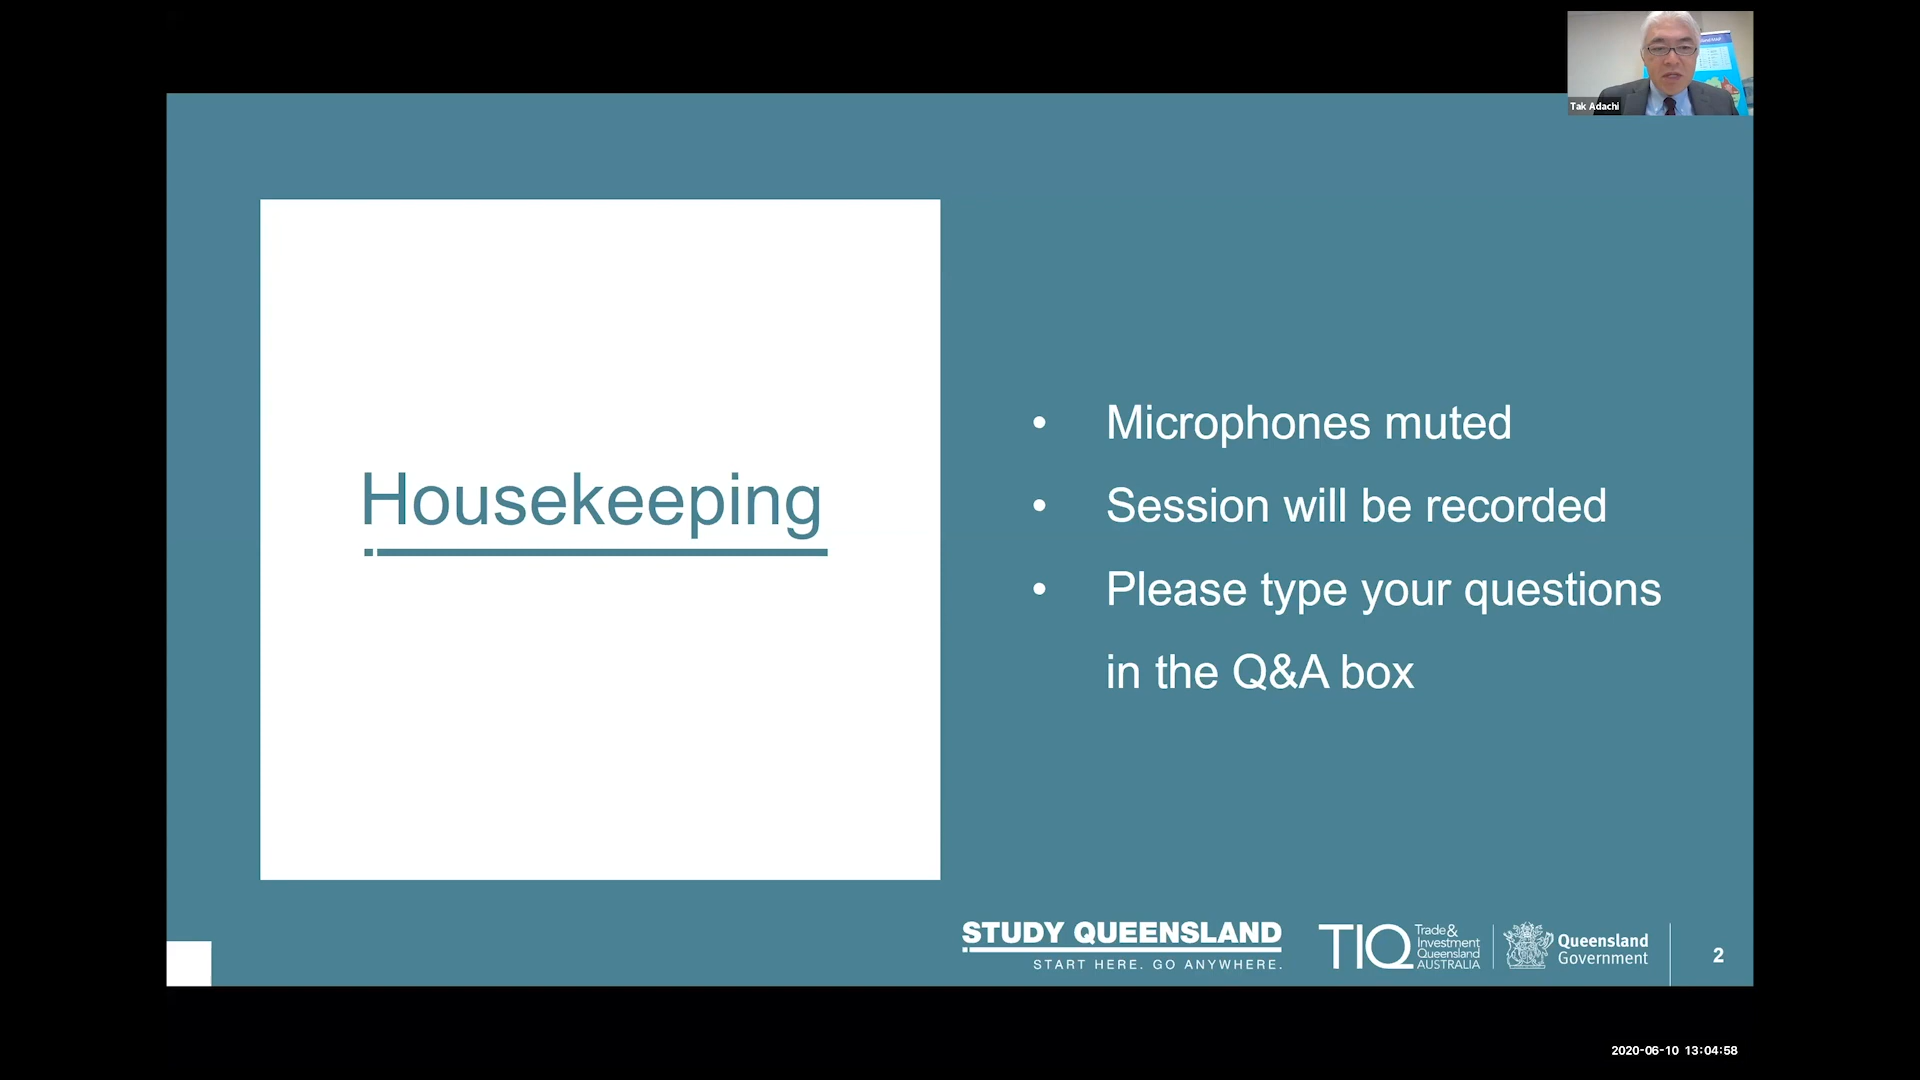 Tak Adachi
Housekeeping
• Microphones muted
• Session will be recorded
• Please type your questions
in the Q&A box
STUDY QUEENSLAND
START HERE. GO ANYWHERE.
TIQ
Trade &
Investment
Queensland
AUSTRALIA
Queensland
Government
2
2020-06-10 13:04:58